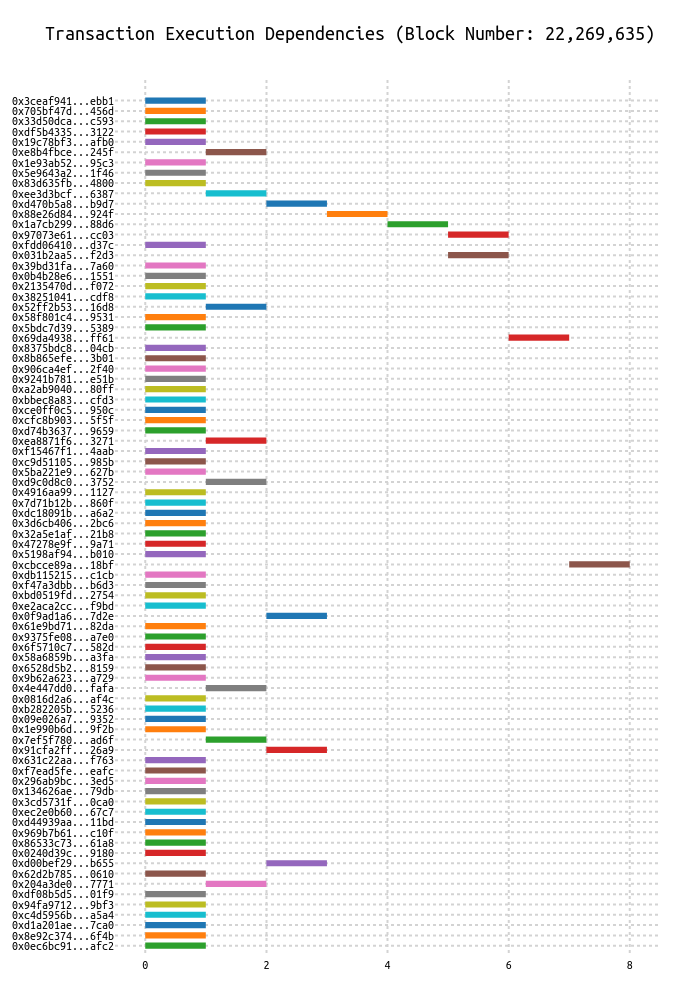 Transaction Execution Dependencies (Block Number: 22,269,635)
0x3ceaf941...ebb1
0x705bf47d...456d
0x33d50dca...c593
0xdf5b4335...3122
0x19c78bf3...afb0
0xe8b4fbce...245f
0x1e93ab52...95c3
0x5e9643a2...1f46
0x83d635fb...4800
0xee3d3bcf...6387
0xd470b5a8...b9d7
0x88e26d84...924f
0x1a7cb299...88d6
0x97073e61...cc03
0xfdd06410...d37c
0x031b2aa5...f2d3
0x39bd31fa...7a60
0x0b4b28e6...1551
0x2135470d...f072
0x38251041...cdf8
0x52ff2b53...16d8
0x58f801c4...9531
0x5bdc7d39...5389
0x69da4938...ff61
0x8375bdc8...04cb
0x8b865efe...3b01
0x906ca4ef...2f40
0x9241b781...e51b
0xa2ab9040...80ff
0xbbec8a83...cfd3
0xce0ff0c5...950c
0xcfc8b903...5f5f
0xd74b3637...9659
0xea8871f6...3271
0xf15467f1...4aab
0xc9d51105...985b
0x5ba221e9...627b
0xd9c0d8c0...3752
0x4916aa99...1127
0x7d71b12b...860f
0xdc18091b...a6a2
0x3d6cb406...2bc6
0x32a5e1af...21b8
0x47278e9f...9a71
0x5198af94...b010
0xcbcce89a...18bf
0xdb115215...c1cb
0xf47a3dbb...b6d3
0xbd0519fd...2754
0xe2aca2cc...f9bd
0x0f9ad1a6...7d2e
0x61e9bd71...82da
0x9375fe08...a7e0
0x6f5710c7...582d
0x58a6859b...a3fa
0x6528d5b2...8159
0x9b62a623...a729
0x4e447dd0...fafa
0x0816d2a6...af4c
0xb282205b...5236
0x09e026a7...9352
0x1e990b6d...9f2b
0x7ef5f780...ad6f
0x91cfa2ff...26a9
0x631c22aa...f763
0xf7ead5fe...eafc
0x296ab9bc...3ed5
0x134626ae...79db
0x3cd5731f...0ca0
0xec2e0b60...67c7
0xd44939aa...11bd
0x969b7b61...c10f
0x86533c73...61a8
0x0240d39c...9180
0xd00bef29...b655
0x62d2b785...0610
0x204a3de0...7771
0xdf08b5d5...01f9
0x94fa9712...9bf3
0xc4d5956b...a5a4
0xd1a201ae...7ca0
0x8e92c374...6f4b
0x0ec6bc91...afc2
0 2 4 6 8